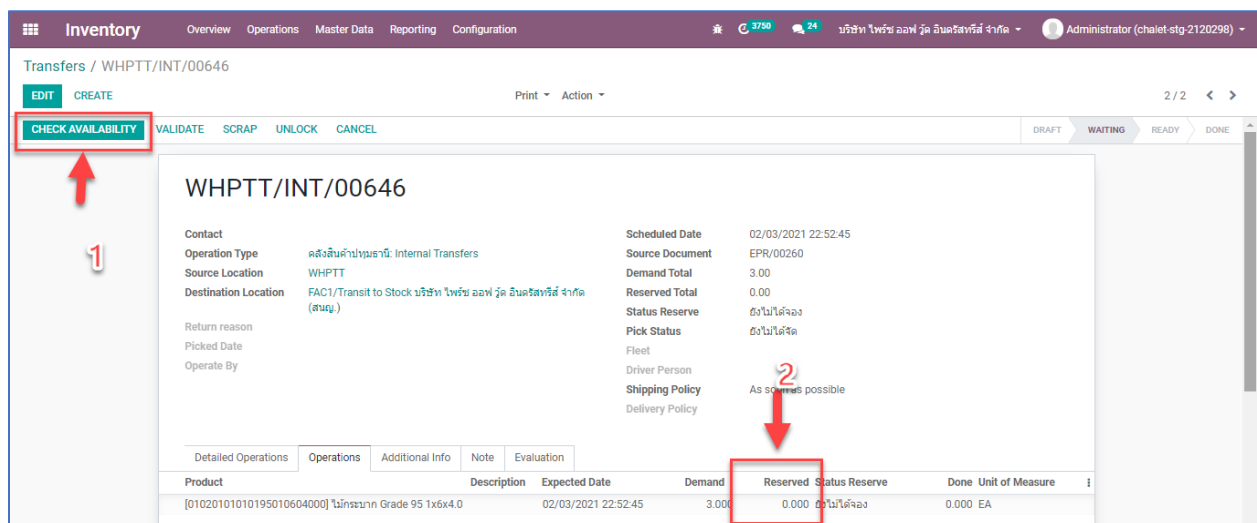 Inventory Overview Operations Master Data Reporting Configuration 3750 24 บริษัท ไพร้ซ ออฟ วู้ด อินดรัสทรีส์ จำกัด Administrator (chalet-stg-2120298)
Transfers / WHPTT/INT/00646
EDIT CREATE Print Action 2 / 2
CHECK AVAILABILITY VALIDATE SCRAP UNLOCK CANCEL DRAFT WAITING READY DONE
WHPTT/INT/00646
1
Contact
Operation Type คลังสินค้าปทุมธานี: Internal Transfers
Source Location WHPTT
Destination Location FAC1/Transit to Stock บริษัท ไพร้ซ ออฟ วู้ด อินดรัสทรีส์ จำกัด
(สนญ.)
Return reason
Picked Date
Operate By
Scheduled Date 02/03/2021 22:52:45
Source Document EPR/00260
Demand Total 3.00
Reserved Total 0.00
Status Reserve ยังไม่ได้จอง
Pick Status ยังไม่ได้จัด
Fleet
Driver Person
Shipping Policy As soon as possible
Delivery Policy
2
Detailed Operations Operations Additional Info Note Evaluation
Product Description Expected Date Demand Reserved Status Reserve Done Unit of Measure
[01020101010195010604000] ไม้กระบาก Grade 95 1x6x4.0 02/03/2021 22:52:45 3.000 0.000 ยังไม่ได้จอง 0.000 EA